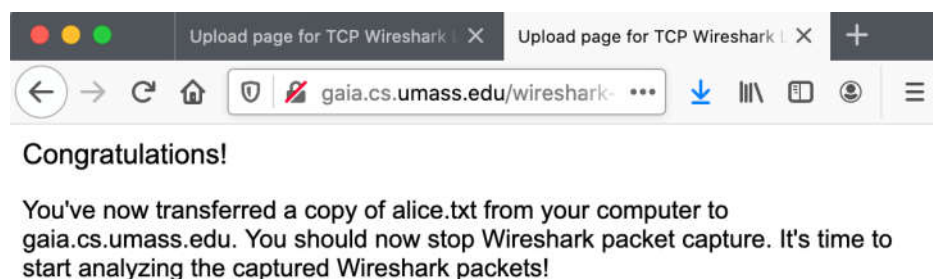 Upload page for TCP Wireshark L
Upload page for TCP Wireshark L
gaia.cs.umass.edu/wireshark-
Congratulations!
You've now transferred a copy of alice.txt from your computer to
gaia.cs.umass.edu. You should now stop Wireshark packet capture. It's time to
start analyzing the captured Wireshark packets!